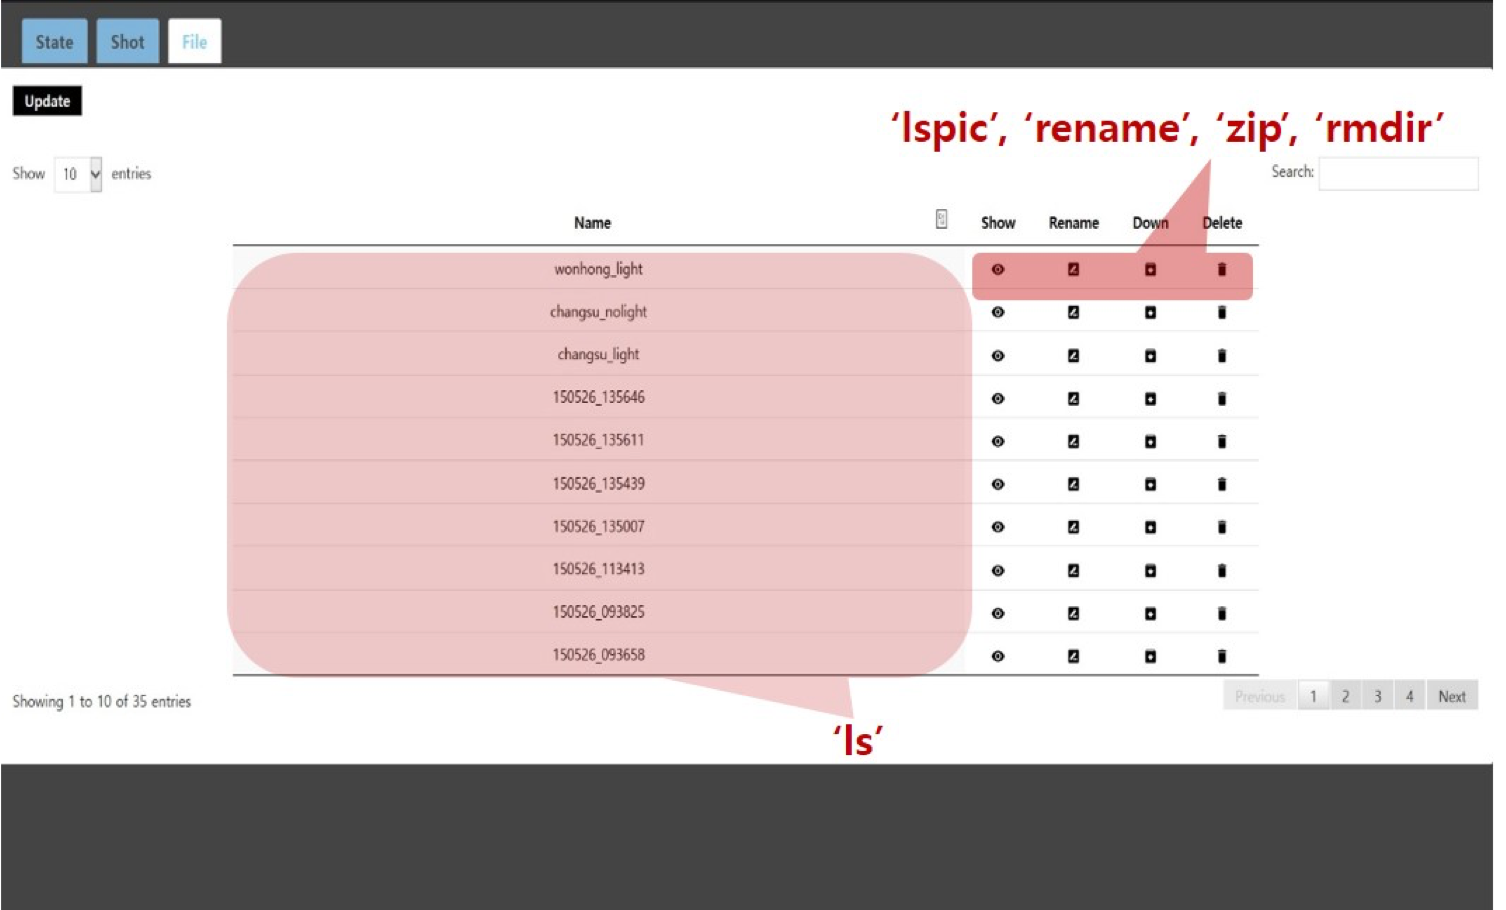 State Shot File
Update
‘lspic’, ‘rename’, ‘zip’, ‘rmdir’
Show 10 entries
Search:
Name Show Rename Down Delete
wonhong_light
changsu_nolight
changsu_light
150526_135646
150526_135611
150526_135439
150526_135007
150526_113413
150526_093825
150526_093658
Showing 1 to 10 of 35 entries
Previous 1 2 3 4 Next
‘ls’